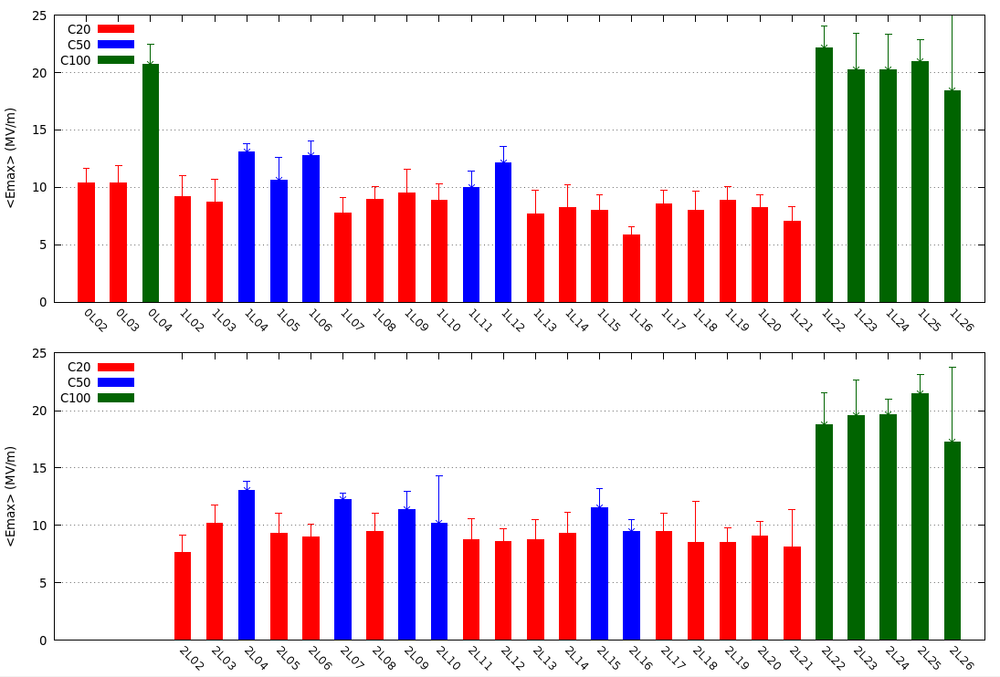 25
20
15
10
5
0
<Emax> (MV/m)
C20
C50
C100
0L02 0L03 0L04 1L02 1L03 1L04 1L05 1L06 1L07 1L08 1L09 1L10 1L11 1L12 1L13 1L14 1L15 1L16 1L17 1L18 1L19 1L20 1L21 1L22 1L23 1L24 1L25 1L26
25
20
15
10
5
0
<Emax> (MV/m)
C20
C50
C100
2L02 2L03 2L04 2L05 2L06 2L07 2L08 2L09 2L10 2L11 2L12 2L13 2L14 2L15 2L16 2L17 2L18 2L19 2L20 2L21 2L22 2L23 2L24 2L25 2L26